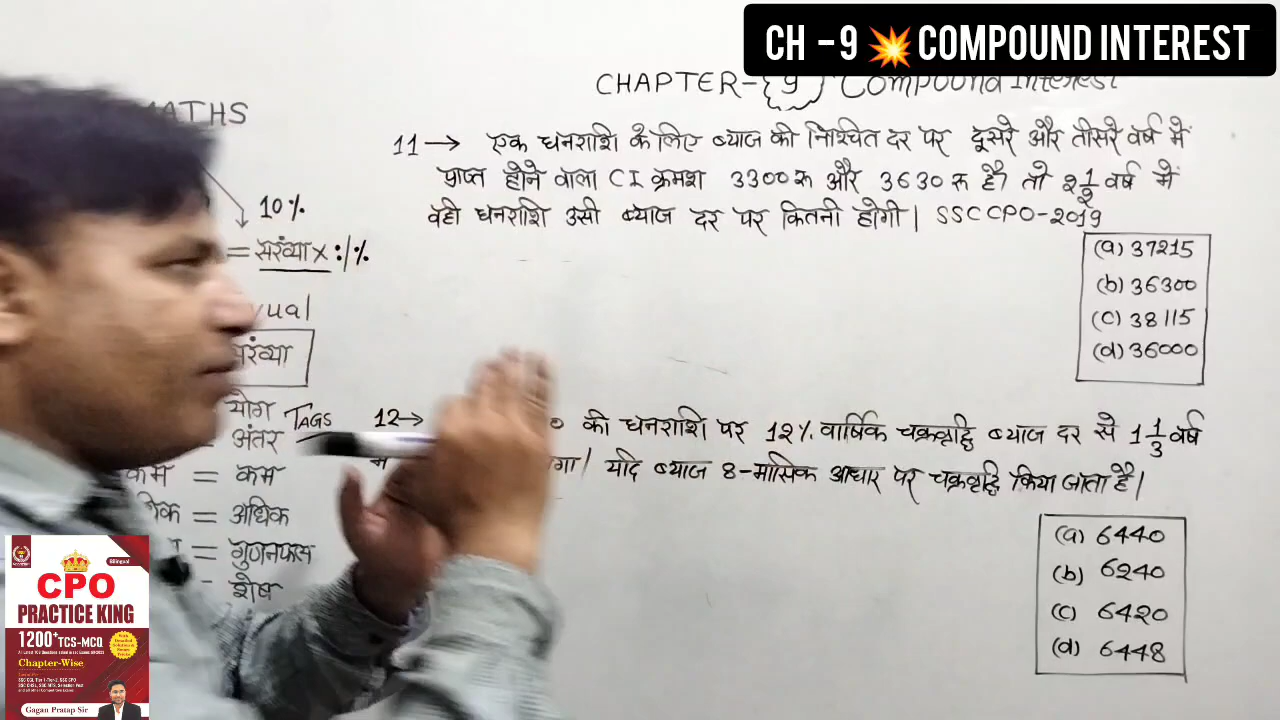 CH - 9 💥 COMPOUND INTEREST
CHAPTER-9 Compound Interest
MATHS
10%
= संख्या × :/%
संख्या
योग
अंतर
कम = कम
= अधिक
= गुणनफल
शेष
TAGS
11→ एक धनराशि के लिए ब्याज की निश्चित दर पर दूसरे और तीसरे वर्ष में
प्राप्त होने वाला CI क्रमश 3300 रू और 3630 रू है। तो 2 1/2 वर्ष में
वही धनराशि उसी ब्याज दर पर कितनी होगी। SSC CPO-2019
(a) 37215
(b) 36300
(c) 38115
(d) 36000
12→ की धनराशि पर 12% वार्षिक चक्रवृद्धि ब्याज दर से 1 1/3 वर्ष
यदि ब्याज 8-मासिक आधार पर चक्रवृद्धि किया जाता है।
(a) 6440
(b) 6240
(c) 6420
(d) 6448
Bilingual
CPO
PRACTICE KING
1200+ TCS-MCQ
Chapter-Wise
Gagan Pratap Sir